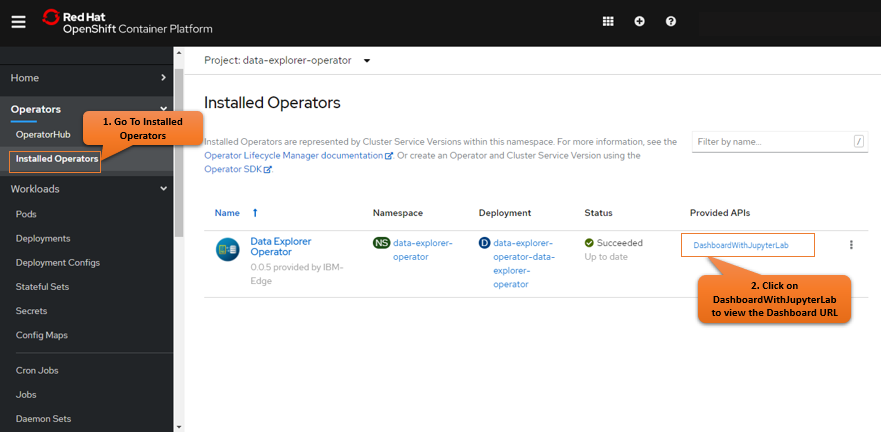 Red Hat
OpenShift Container Platform
Home
Operators
OperatorHub
Installed Operators
Workloads
Pods
Deployments
Deployment Configs
Stateful Sets
Secrets
Config Maps
Cron Jobs
Jobs
Daemon Sets
1. Go To Installed
Operators
Project: data-explorer-operator
Installed Operators
Installed Operators are represented by Cluster Service Versions within this namespace. For more information, see the
Operator Lifecycle Manager documentation. Or create an Operator and Cluster Service Version using the
Operator SDK.
Filter by name... /
Name Namespace Deployment Status Provided APIs
Data Explorer
Operator
0.0.5 provided by IBM-
Edge
NS data-explorer-
operator
D data-explorer-
operator-data-
explorer-
operator
Succeeded
Up to date
DashboardWithJupyterLab
2. Click on
DashboardWithJupyterLab
to view the Dashboard URL